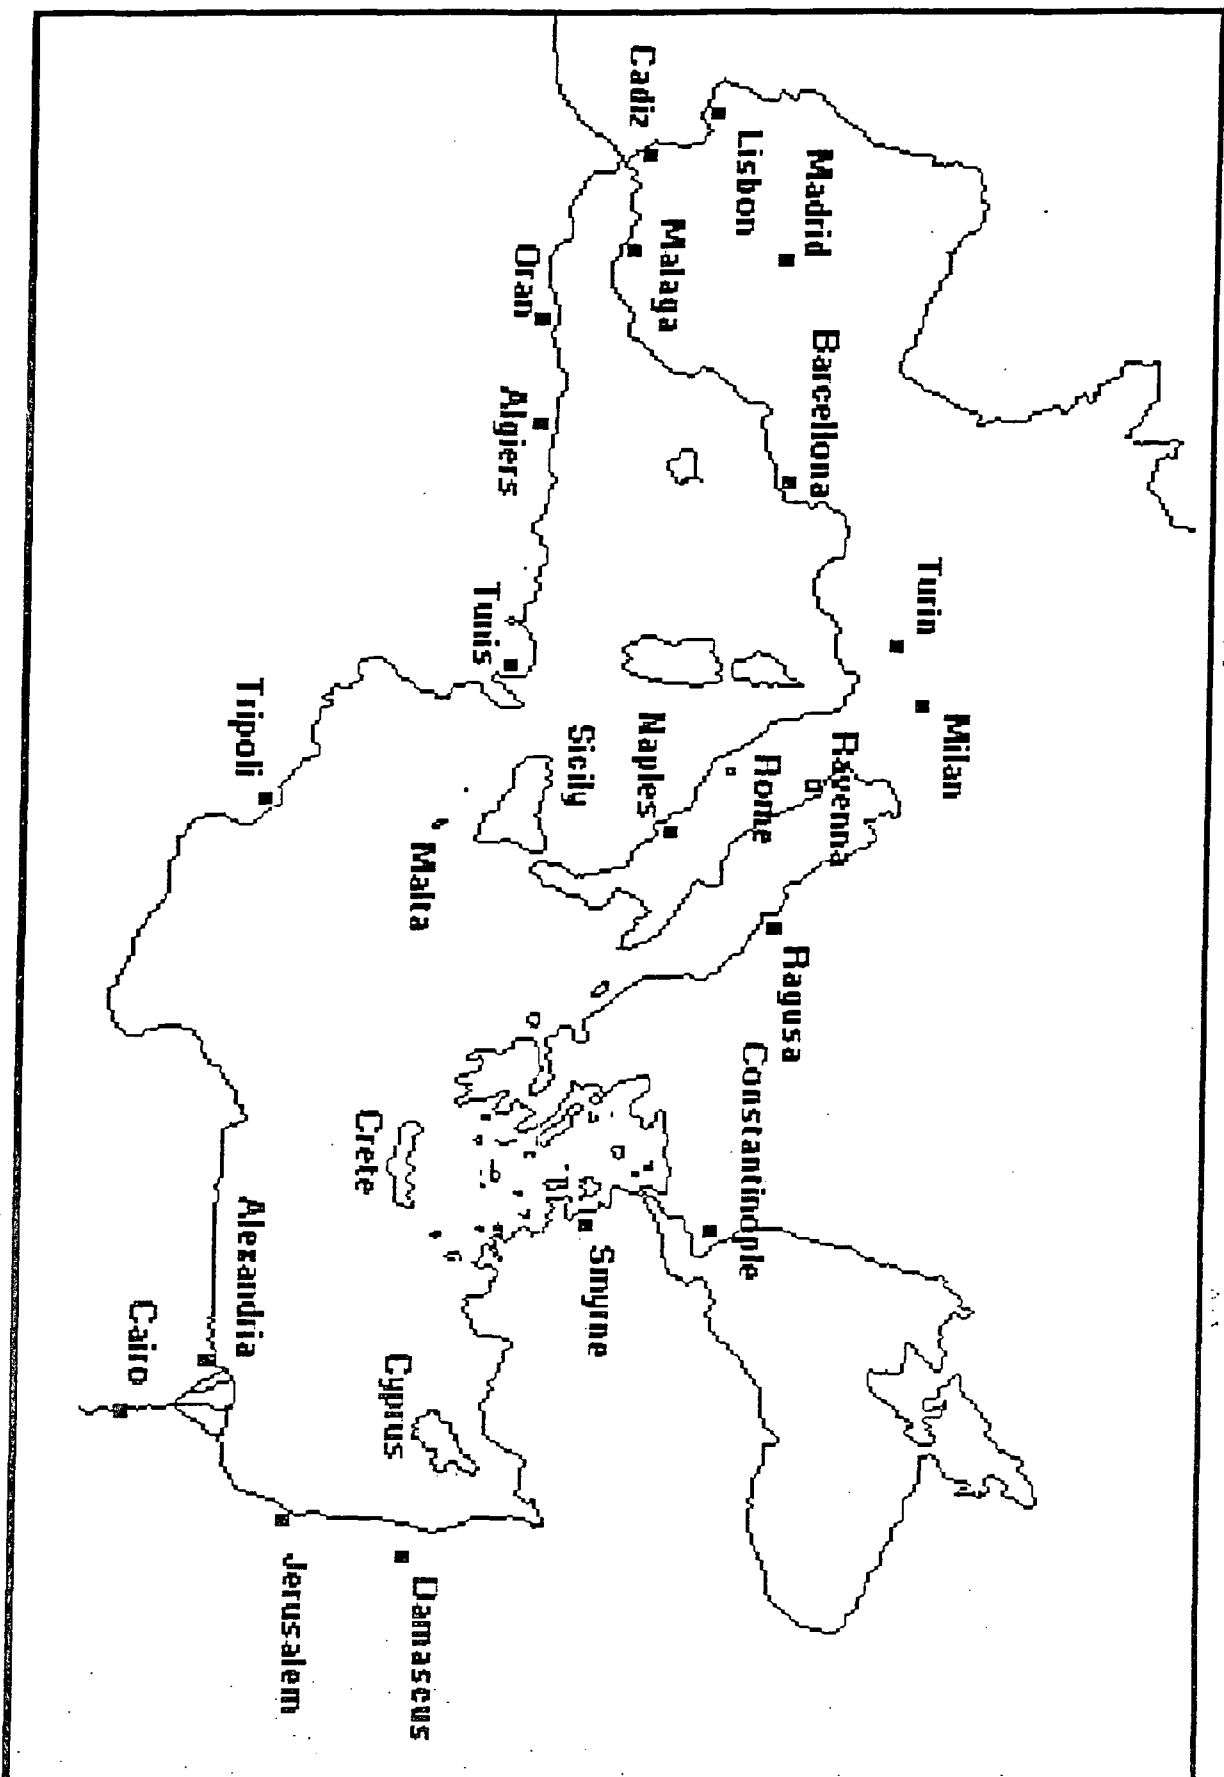 Madrid
Lisbon
Cadiz
Malaga
Barcellona
Oran
Algiers
Turin
Milan
Tunis
Ravenna
Rome
Naples
Sicily
Tripoli
Malta
Ragusa
Constantinople
Crete
Smyrne
Alexandria
Cairo
Cyprus
Damascus
Jerusalem